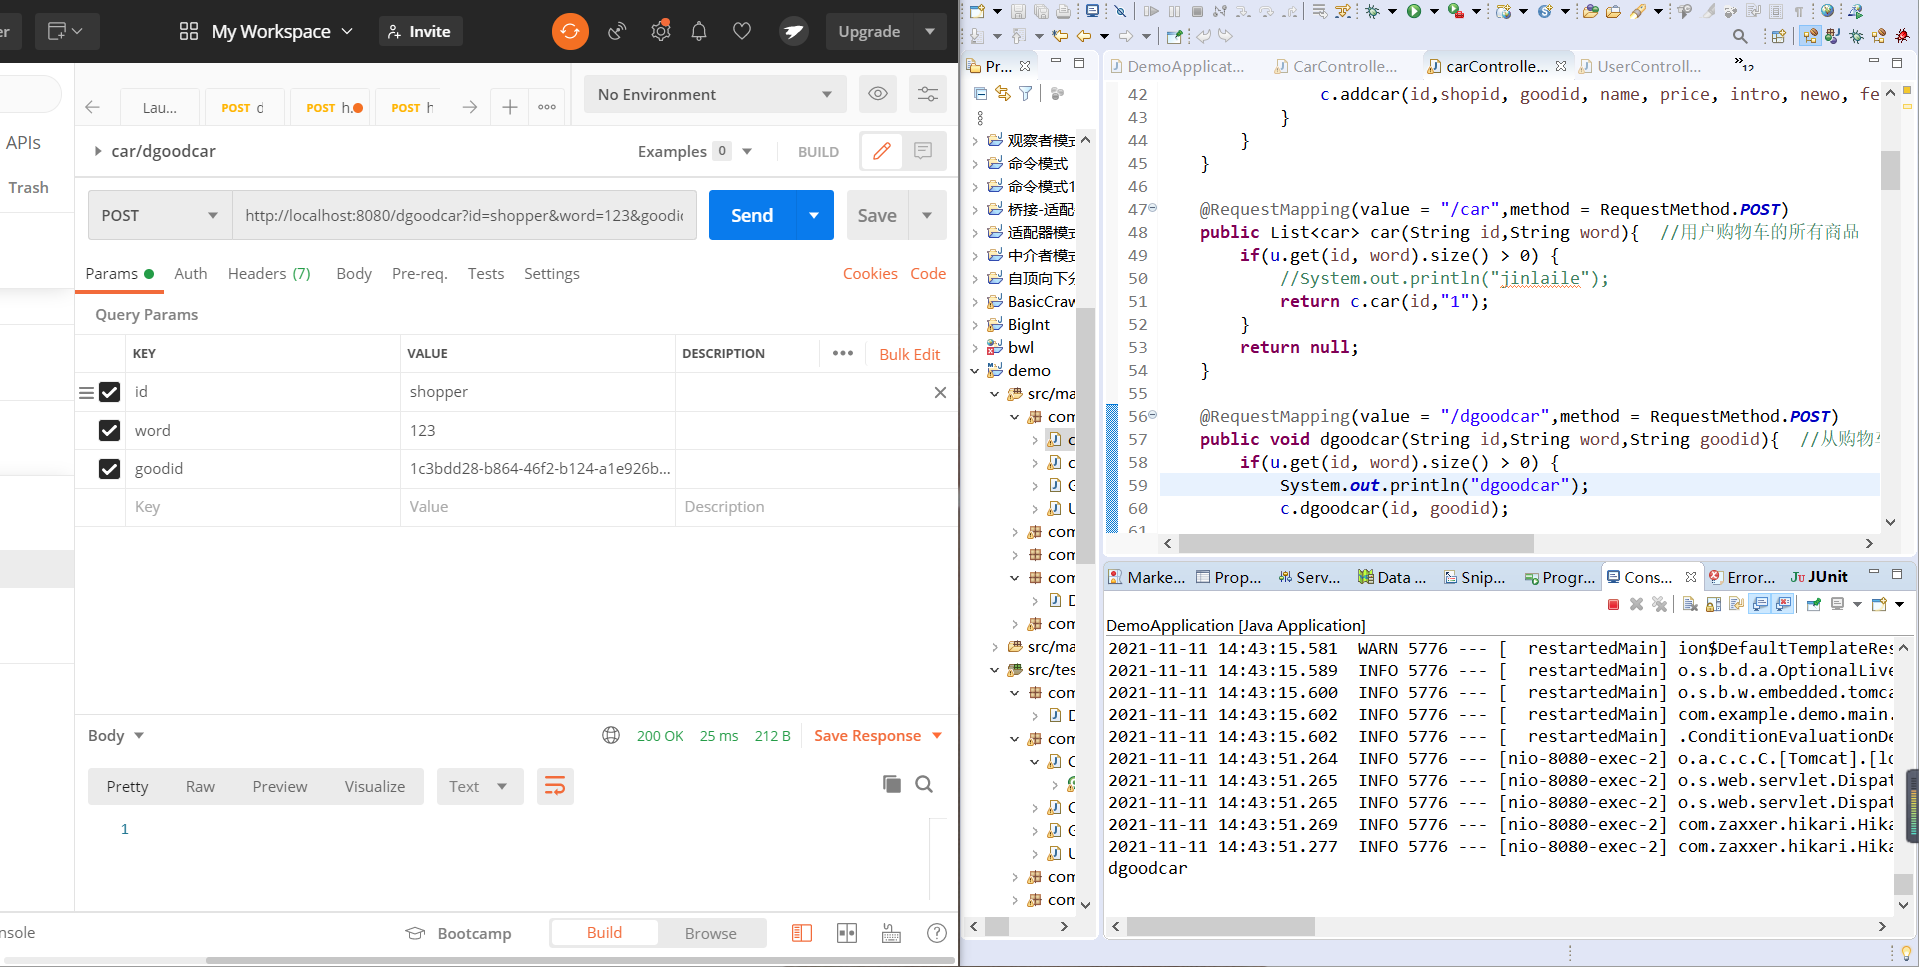 My Workspace
Invite
Upgrade
Lau...
POST d
POST h.
POST h
No Environment
APIs
Trash
car/dgoodcar
Examples 0
BUILD
POST
http://localhost:8080/dgoodcar?id=shopper&word=123&goodid
Send
Save
Params
Auth
Headers (7)
Body
Pre-req.
Tests
Settings
Cookies
Code
Query Params
KEY
VALUE
DESCRIPTION
Bulk Edit
id
shopper
word
123
goodid
1c3bdd28-b864-46f2-b124-a1e926b...
Key
Value
Description
Body
200 OK
25 ms
212 B
Save Response
Pretty
Raw
Preview
Visualize
Text
1
nsole
Bootcamp
Build
Browse
Pr...
观察者模式
命令模式
命令模式1
桥接-适配
适配器模式
中介者模式
自顶向下分
BasicCraw
BigInt
bwl
demo
src/ma
com
com
com
com
com
src/ma
src/tes
com
com
com
com
DemoApplicat...
CarControlle...
carControlle...
UserControll...
»12
42 c.addcar(id,shopid, goodid, name, price, intro, newo, fe
43 }
44 }
45 }
46
47 @RequestMapping(value = "/car",method = RequestMethod.POST)
48 public List<car> car(String id,String word){ //用户购物车的所有商品
49 if(u.get(id, word).size() > 0) {
50 //System.out.println("jinlaile");
51 return c.car(id,"1");
52 }
53 return null;
54 }
55
56 @RequestMapping(value = "/dgoodcar",method = RequestMethod.POST)
57 public void dgoodcar(String id,String word,String goodid){ //从购物车
58 if(u.get(id, word).size() > 0) {
59 System.out.println("dgoodcar");
60 c.dgoodcar(id, goodid);
61
Marke...
Prop...
Serv...
Data ...
Snip...
Progr...
Cons...
Error...
JUnit
DemoApplication [Java Application]
2021-11-11 14:43:15.581 WARN 5776 --- [ restartedMain] ion$DefaultTemplateRes
2021-11-11 14:43:15.589 INFO 5776 --- [ restartedMain] o.s.b.d.a.OptionalLive
2021-11-11 14:43:15.600 INFO 5776 --- [ restartedMain] o.s.b.w.embedded.tomca
2021-11-11 14:43:15.602 INFO 5776 --- [ restartedMain] com.example.demo.main.
2021-11-11 14:43:15.602 INFO 5776 --- [ restartedMain] .ConditionEvaluationDe
2021-11-11 14:43:51.264 INFO 5776 --- [nio-8080-exec-2] o.a.c.c.C.[Tomcat].[lo
2021-11-11 14:43:51.265 INFO 5776 --- [nio-8080-exec-2] o.s.web.servlet.Dispat
2021-11-11 14:43:51.265 INFO 5776 --- [nio-8080-exec-2] o.s.web.servlet.Dispat
2021-11-11 14:43:51.269 INFO 5776 --- [nio-8080-exec-2] com.zaxxer.hikari.Hika
2021-11-11 14:43:51.277 INFO 5776 --- [nio-8080-exec-2] com.zaxxer.hikari.Hika
dgoodcar